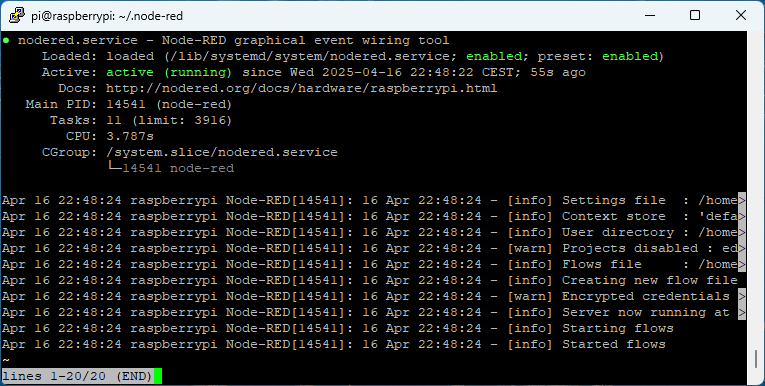 pi@raspberrypi: ~/.node-red
● nodered.service - Node-RED graphical event wiring tool
Loaded: loaded (/lib/systemd/system/nodered.service; enabled; preset: enabled)
Active: active (running) since Wed 2025-04-16 22:48:22 CEST; 55s ago
Docs: http://nodered.org/docs/hardware/raspberrypi.html
Main PID: 14541 (node-red)
Tasks: 11 (limit: 3916)
CPU: 3.787s
CGroup: /system.slice/nodered.service
└─14541 node-red
Apr 16 22:48:24 raspberrypi Node-RED[14541]: 16 Apr 22:48:24 - [info] Settings file  : /home>
Apr 16 22:48:24 raspberrypi Node-RED[14541]: 16 Apr 22:48:24 - [info] Context store  : 'defa>
Apr 16 22:48:24 raspberrypi Node-RED[14541]: 16 Apr 22:48:24 - [info] User directory : /home>
Apr 16 22:48:24 raspberrypi Node-RED[14541]: 16 Apr 22:48:24 - [warn] Projects disabled : ed>
Apr 16 22:48:24 raspberrypi Node-RED[14541]: 16 Apr 22:48:24 - [info] Flows file     : /home>
Apr 16 22:48:24 raspberrypi Node-RED[14541]: 16 Apr 22:48:24 - [info] Creating new flow file
Apr 16 22:48:24 raspberrypi Node-RED[14541]: 16 Apr 22:48:24 - [warn] Encrypted credentials >
Apr 16 22:48:24 raspberrypi Node-RED[14541]: 16 Apr 22:48:24 - [info] Server now running at >
Apr 16 22:48:24 raspberrypi Node-RED[14541]: 16 Apr 22:48:24 - [info] Starting flows
Apr 16 22:48:24 raspberrypi Node-RED[14541]: 16 Apr 22:48:24 - [info] Started flows
~
lines 1-20/20 (END)